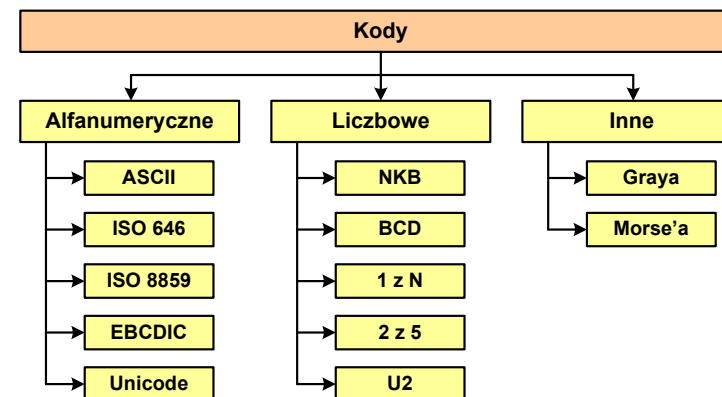 Kody
Alfanumeryczne
ASCII
ISO 646
ISO 8859
EBCDIC
Unicode
Liczbowe
NKB
BCD
1 z N
2 z 5
U2
Inne
Graya
Morse’a